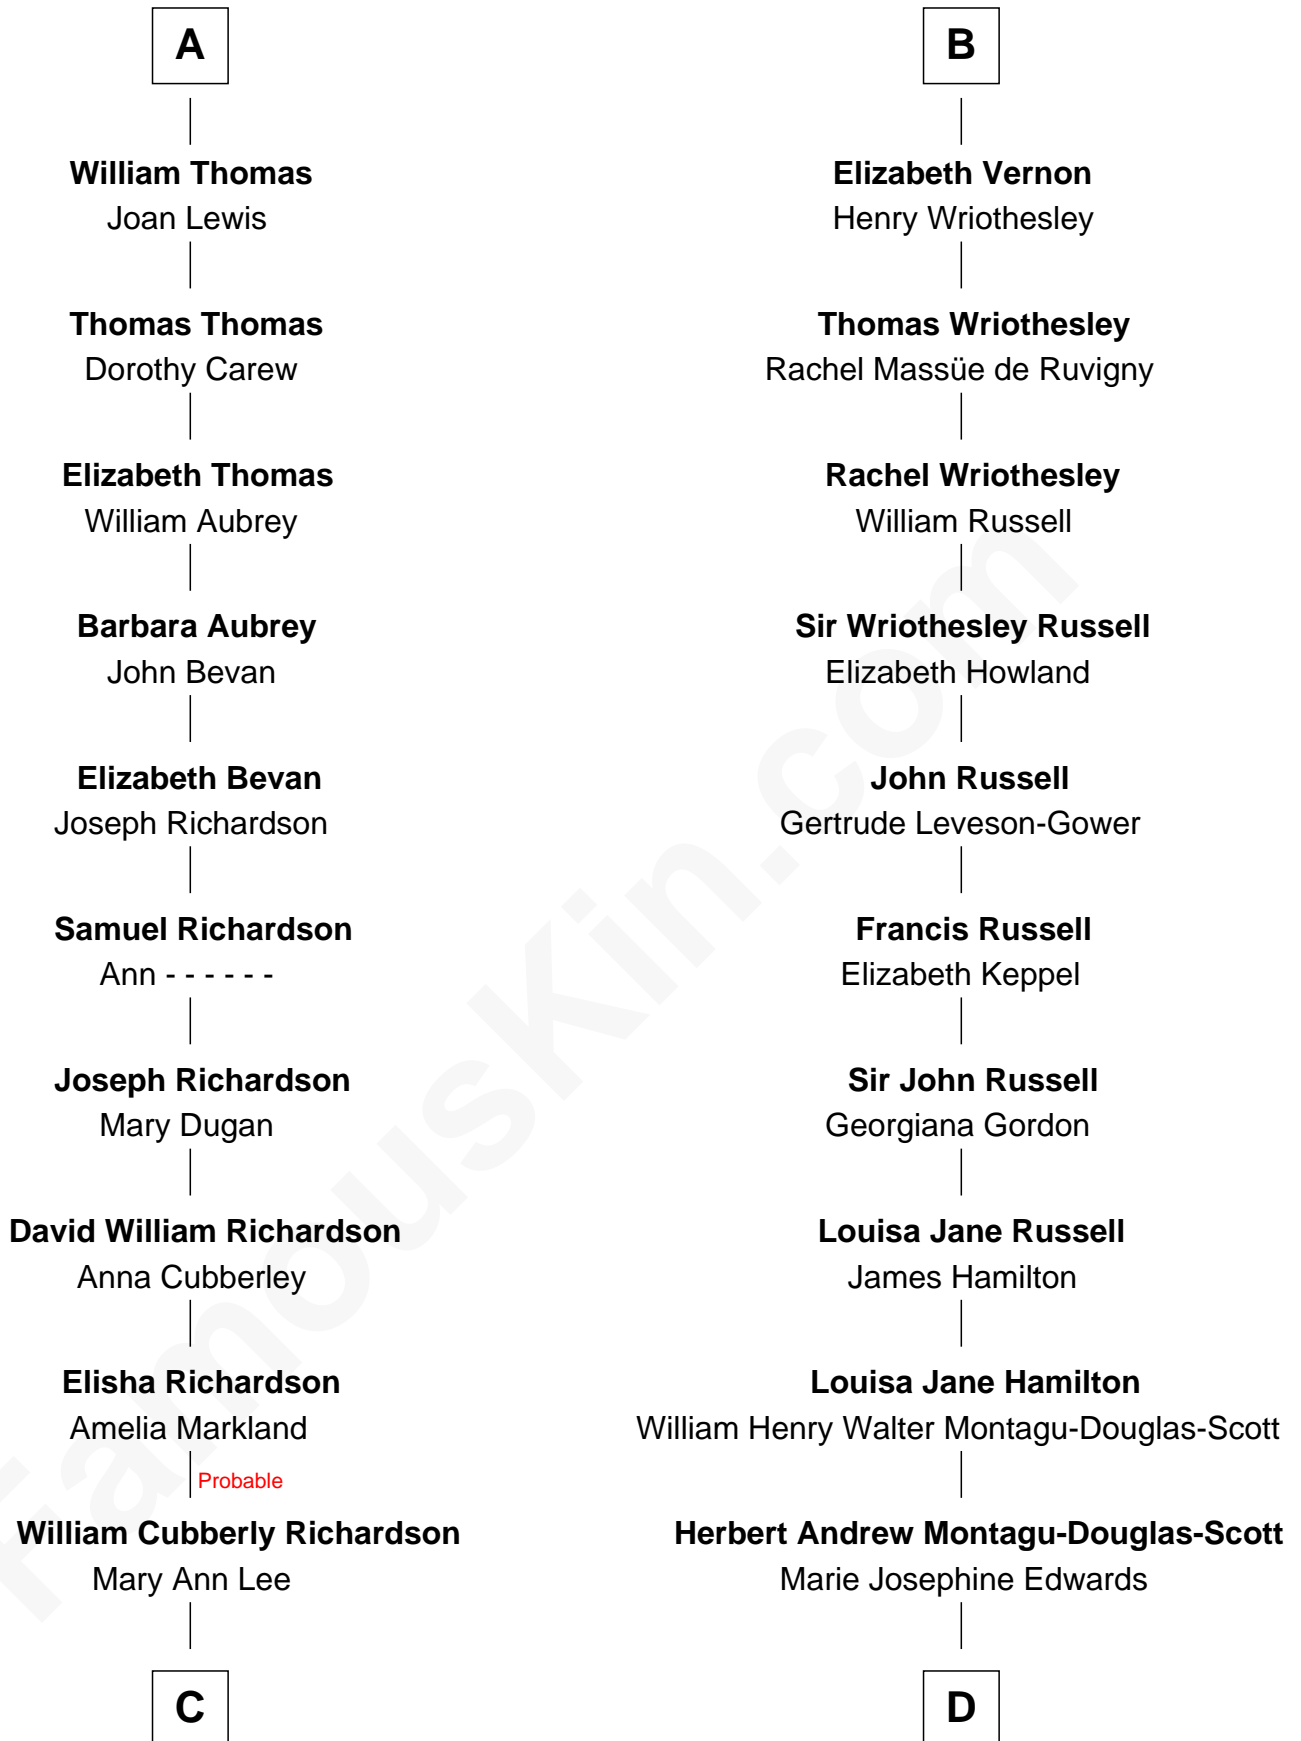 A
William Thomas
Joan Lewis
Thomas Thomas
Dorothy Carew
Elizabeth Thomas
William Aubrey
Barbara Aubrey
John Bevan
Elizabeth Bevan
Joseph Richardson
Samuel Richardson
Ann - - - - - -
Joseph Richardson
Mary Dugan
David William Richardson
Anna Cubberley
Elisha Richardson
Amelia Markland
Probable
William Cubberly Richardson
Mary Ann Lee
C
B
Elizabeth Vernon
Henry Wriothesley
Thomas Wriothesley
Rachel Massüe de Ruvigny
Rachel Wriothesley
William Russell
Sir Wriothesley Russell
Elizabeth Howland
John Russell
Gertrude Leveson-Gower
Francis Russell
Elizabeth Keppel
Sir John Russell
Georgiana Gordon
Louisa Jane Russell
James Hamilton
Louisa Jane Hamilton
William Henry Walter Montagu-Douglas-Scott
Herbert Andrew Montagu-Douglas-Scott
Marie Josephine Edwards
D
FamousKin.com